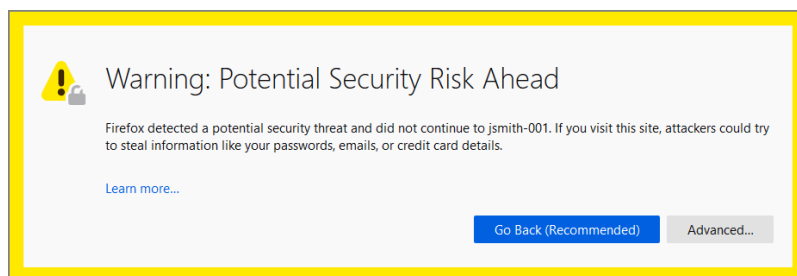 Warning: Potential Security Risk Ahead
Firefox detected a potential security threat and did not continue to jsmith-001. If you visit this site, attackers could try
to steal information like your passwords, emails, or credit card details.
Learn more...
Go Back (Recommended)
Advanced...